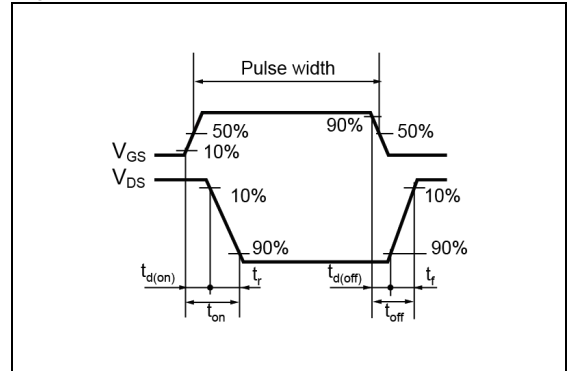 Pulse width
90%
50%
50%
10%
V_GS
V_DS
10%
10%
90%
90%
t_d(on)
t_r
t_d(off)
t_f
t_on
t_off